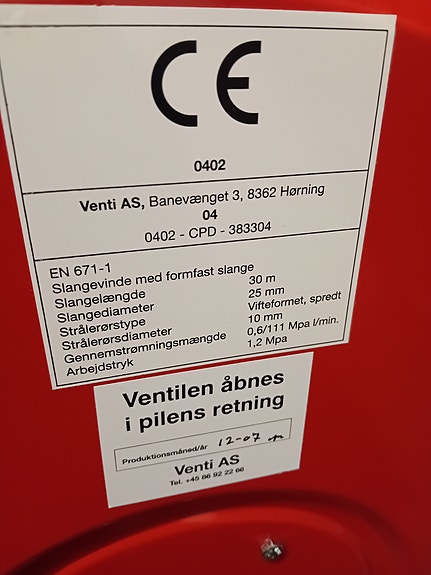 CE
0402
Venti AS, Banevænget 3, 8362 Hørning
04
0402 - CPD - 383304
EN 671-1
Slangevinde med formfast slange
Slangelængde 30 m
Slangediameter 25 mm
Strålerørstype Vifteformet, spredt
Strålerørsdiameter 10 mm
Gennemstrømningsmængde 0,6/111 Mpa l/min.
Arbejdstryk 1,2 Mpa
Ventilen åbnes
i pilens retning
Produktionsmåned/år 12-07
Venti AS
Tel. +45 86 92 22 66